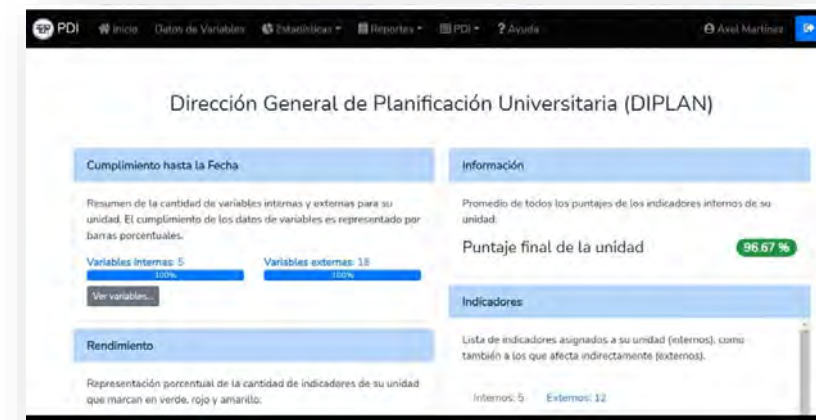 PDI
Inicio
Datos de Variables
Estadísticas
Reportes
PDI
? Ayuda
Axel Martínez
Dirección General de Planificación Universitaria (DIPLAN)
Cumplimiento hasta la Fecha
Resumen de la cantidad de variables internas y externas para su
unidad. El cumplimiento de los datos de variables es representado por
barras porcentuales.
Variables internas: 5
100%
Variables externas: 18
100%
Ver variables...
Rendimiento
Representación porcentual de la cantidad de indicadores de su unidad
que marcan en verde, rojo y amarillo.
Información
Promedio de todos los puntajes de los indicadores internos de su
unidad.
Puntaje final de la unidad
96.67 %
Indicadores
Lista de indicadores asignados a su unidad (internos), como
también a los que afecta indirectamente (externos).
Internos: 5
Externos: 12